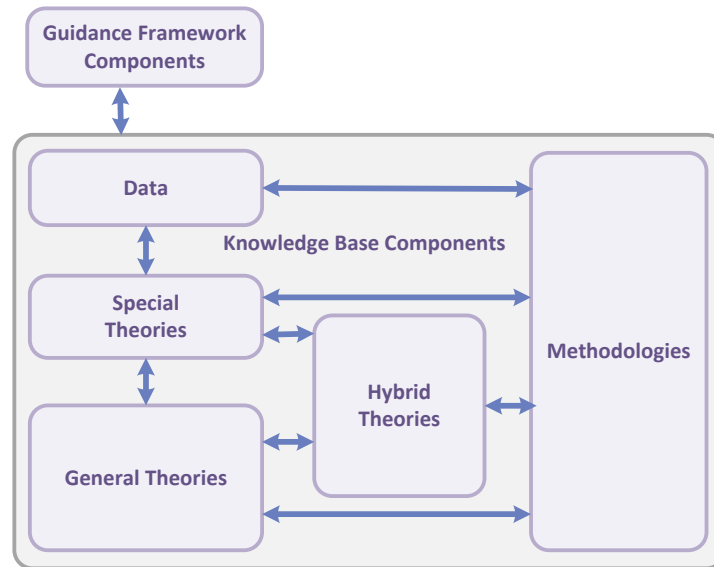 Guidance Framework
Components
Data
Knowledge Base Components
Special
Theories
Methodologies
Hybrid
Theories
General Theories